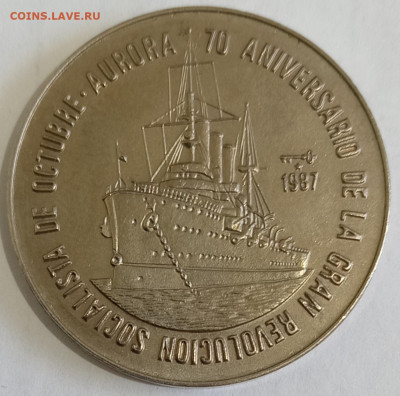 COINS.LAVE.RU
"AURORA" 70 ANIVERSARIO DE LA GRAN REVOLUCION SOCIALISTA DE OCTUBRE ·
1987